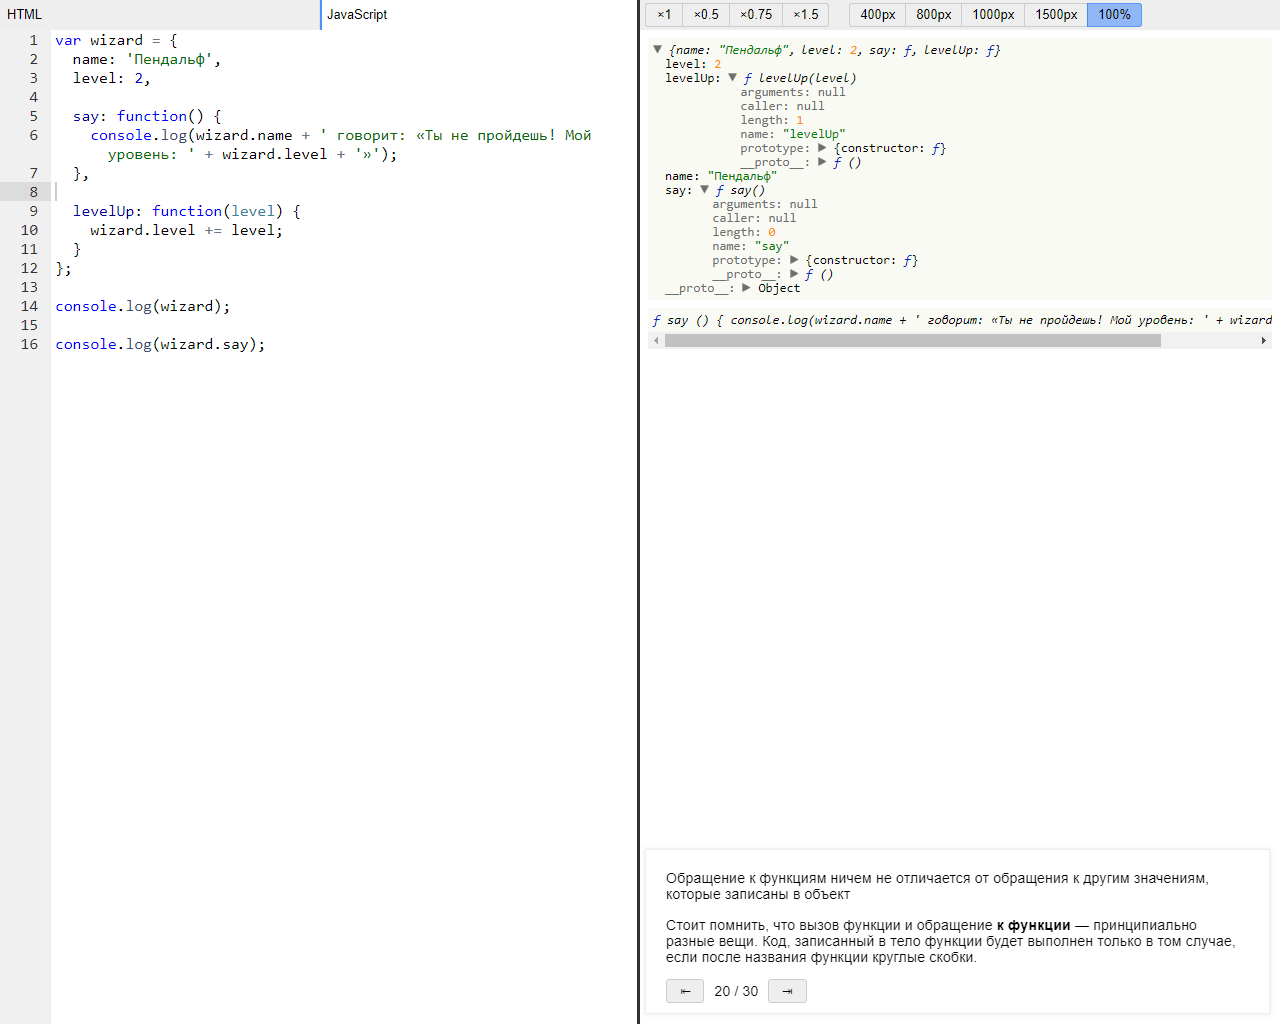 HTML
JavaScript
1 var wizard = {
2 name: 'Пендальф',
3 level: 2,
4
5 say: function() {
6 console.log(wizard.name + ' говорит: «Ты не пройдешь! Мой
уровень: ' + wizard.level + '»');
7 },
8
9 levelUp: function(level) {
10 wizard.level += level;
11 }
12 };
13
14 console.log(wizard);
15
16 console.log(wizard.say);
×1 ×0.5 ×0.75 ×1.5 400px 800px 1000px 1500px 100%
▼ {name: "Пендальф", level: 2, say: ƒ, levelUp: ƒ}
level: 2
levelUp: ▼ ƒ levelUp(level)
arguments: null
caller: null
length: 1
name: "levelUp"
prototype: ▶ {constructor: ƒ}
__proto__: ▶ ƒ ()
name: "Пендальф"
say: ▼ ƒ say()
arguments: null
caller: null
length: 0
name: "say"
prototype: ▶ {constructor: ƒ}
__proto__: ▶ ƒ ()
__proto__: ▶ Object
ƒ say () { console.log(wizard.name + ' говорит: «Ты не пройдешь! Мой уровень: ' + wizard
Обращение к функциям ничем не отличается от обращения к другим значениям,
которые записаны в объект
Стоит помнить, что вызов функции и обращение к функции — принципиально
разные вещи. Код, записанный в тело функции будет выполнен только в том случае,
если после названия функции круглые скобки.
⇤ 20 / 30 ⇥